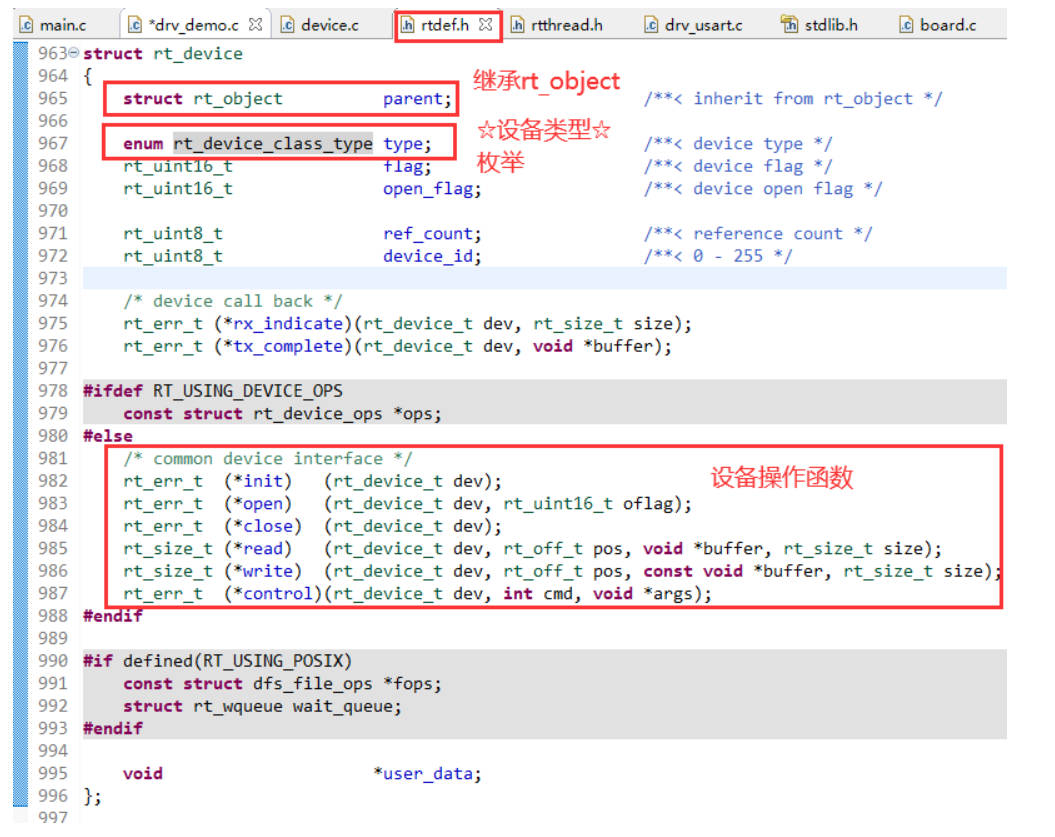 main.c *drv_demo.c device.c rtdef.h rtthread.h drv_usart.c stdlib.h board.c
963 struct rt_device
964 {
继承rt_object
965 struct rt_object parent; /**< inherit from rt_object */
966
☆设备类型☆
967 enum rt_device_class_type type; /**< device type */
枚举
968 rt_uint16_t flag; /**< device flag */
969 rt_uint16_t open_flag; /**< device open flag */
970
971 rt_uint8_t ref_count; /**< reference count */
972 rt_uint8_t device_id; /**< 0 - 255 */
973
974 /* device call back */
975 rt_err_t (*rx_indicate)(rt_device_t dev, rt_size_t size);
976 rt_err_t (*tx_complete)(rt_device_t dev, void *buffer);
977
978 #ifdef RT_USING_DEVICE_OPS
979 const struct rt_device_ops *ops;
980 #else
981 /* common device interface */
设备操作函数
982 rt_err_t (*init) (rt_device_t dev);
983 rt_err_t (*open) (rt_device_t dev, rt_uint16_t oflag);
984 rt_err_t (*close) (rt_device_t dev);
985 rt_size_t (*read) (rt_device_t dev, rt_off_t pos, void *buffer, rt_size_t size);
986 rt_size_t (*write) (rt_device_t dev, rt_off_t pos, const void *buffer, rt_size_t size);
987 rt_err_t (*control)(rt_device_t dev, int cmd, void *args);
988 #endif
989
990 #if defined(RT_USING_POSIX)
991 const struct dfs_file_ops *fops;
992 struct rt_wqueue wait_queue;
993 #endif
994
995 void *user_data;
996 };
997